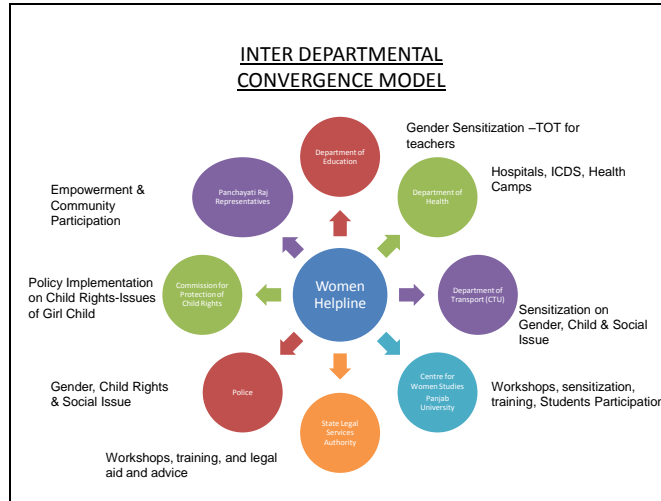 INTER DEPARTMENTAL
CONVERGENCE MODEL
Department of
Education
Gender Sensitization –TOT for
teachers
Department of
Health
Hospitals, ICDS, Health
Camps
Department of
Transport (CTU)
Sensitization on
Gender, Child & Social
Issue
Centre for
Women Studies
Panjab
University
Workshops, sensitization,
training, Students Participation
State Legal
Services
Authority
Workshops, training, and legal
aid and advice
Police
Gender, Child Rights
& Social Issue
Commission for
Protection of
Child Rights
Policy Implementation
on Child Rights-Issues
of Girl Child
Panchayati Raj
Representatives
Empowerment &
Community
Participation
Women
Helpline